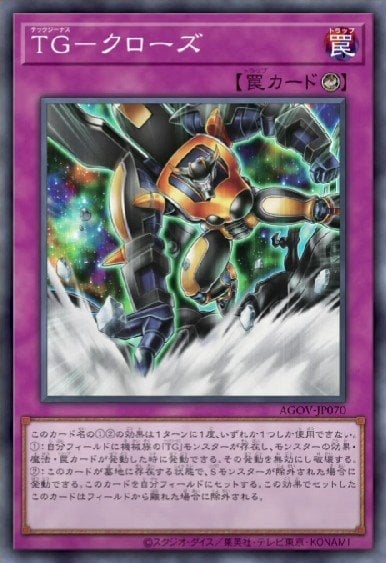 テックジーナス
TG－クローズ
トラップ
罠
トラップ
【罠カード】
AGOV-JP070
このカード名の①②の効果は1ターンに1度、いずれか1つしか使用できない。
①:自分フィールドに機械族の「TG」モンスターが存在し、モンスターの効果・
魔法・罠カードが発動した時に発動できる。その発動を無効にし破壊する。
②:このカードが墓地に存在する状態で、Sモンスターが除外された場合に
発動できる。このカードを自分フィールドにセットする。この効果でセットした
このカードはフィールドから離れた場合に除外される。
©スタジオ・ダイス/集英社・テレビ東京・KONAMI